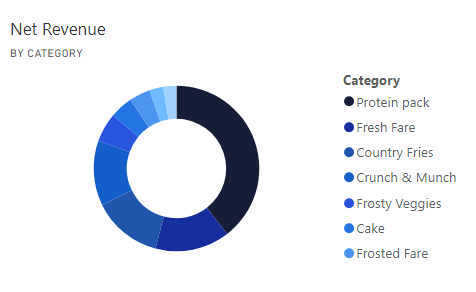 Net Revenue
BY CATEGORY
Category
Protein pack
Fresh Fare
Country Fries
Crunch & Munch
Frosty Veggies
Cake
Frosted Fare